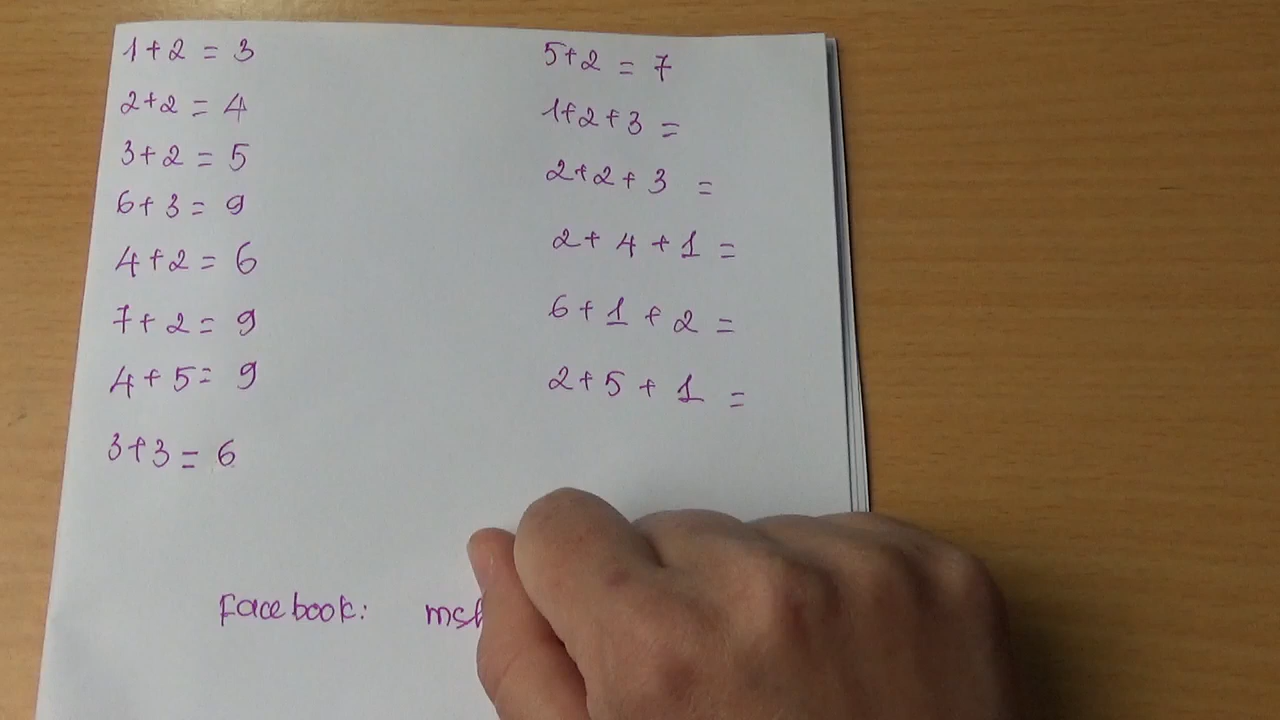 1+2 = 3
2+2 = 4
3+2 = 5
6+3 = 9
4+2 = 6
7+2 = 9
4+5= 9
3+3 = 6
5+2 = 7
1+2+3 =
2+2+3 =
2+4+1 =
6+1+2 =
2+5+1 =
Facebook: